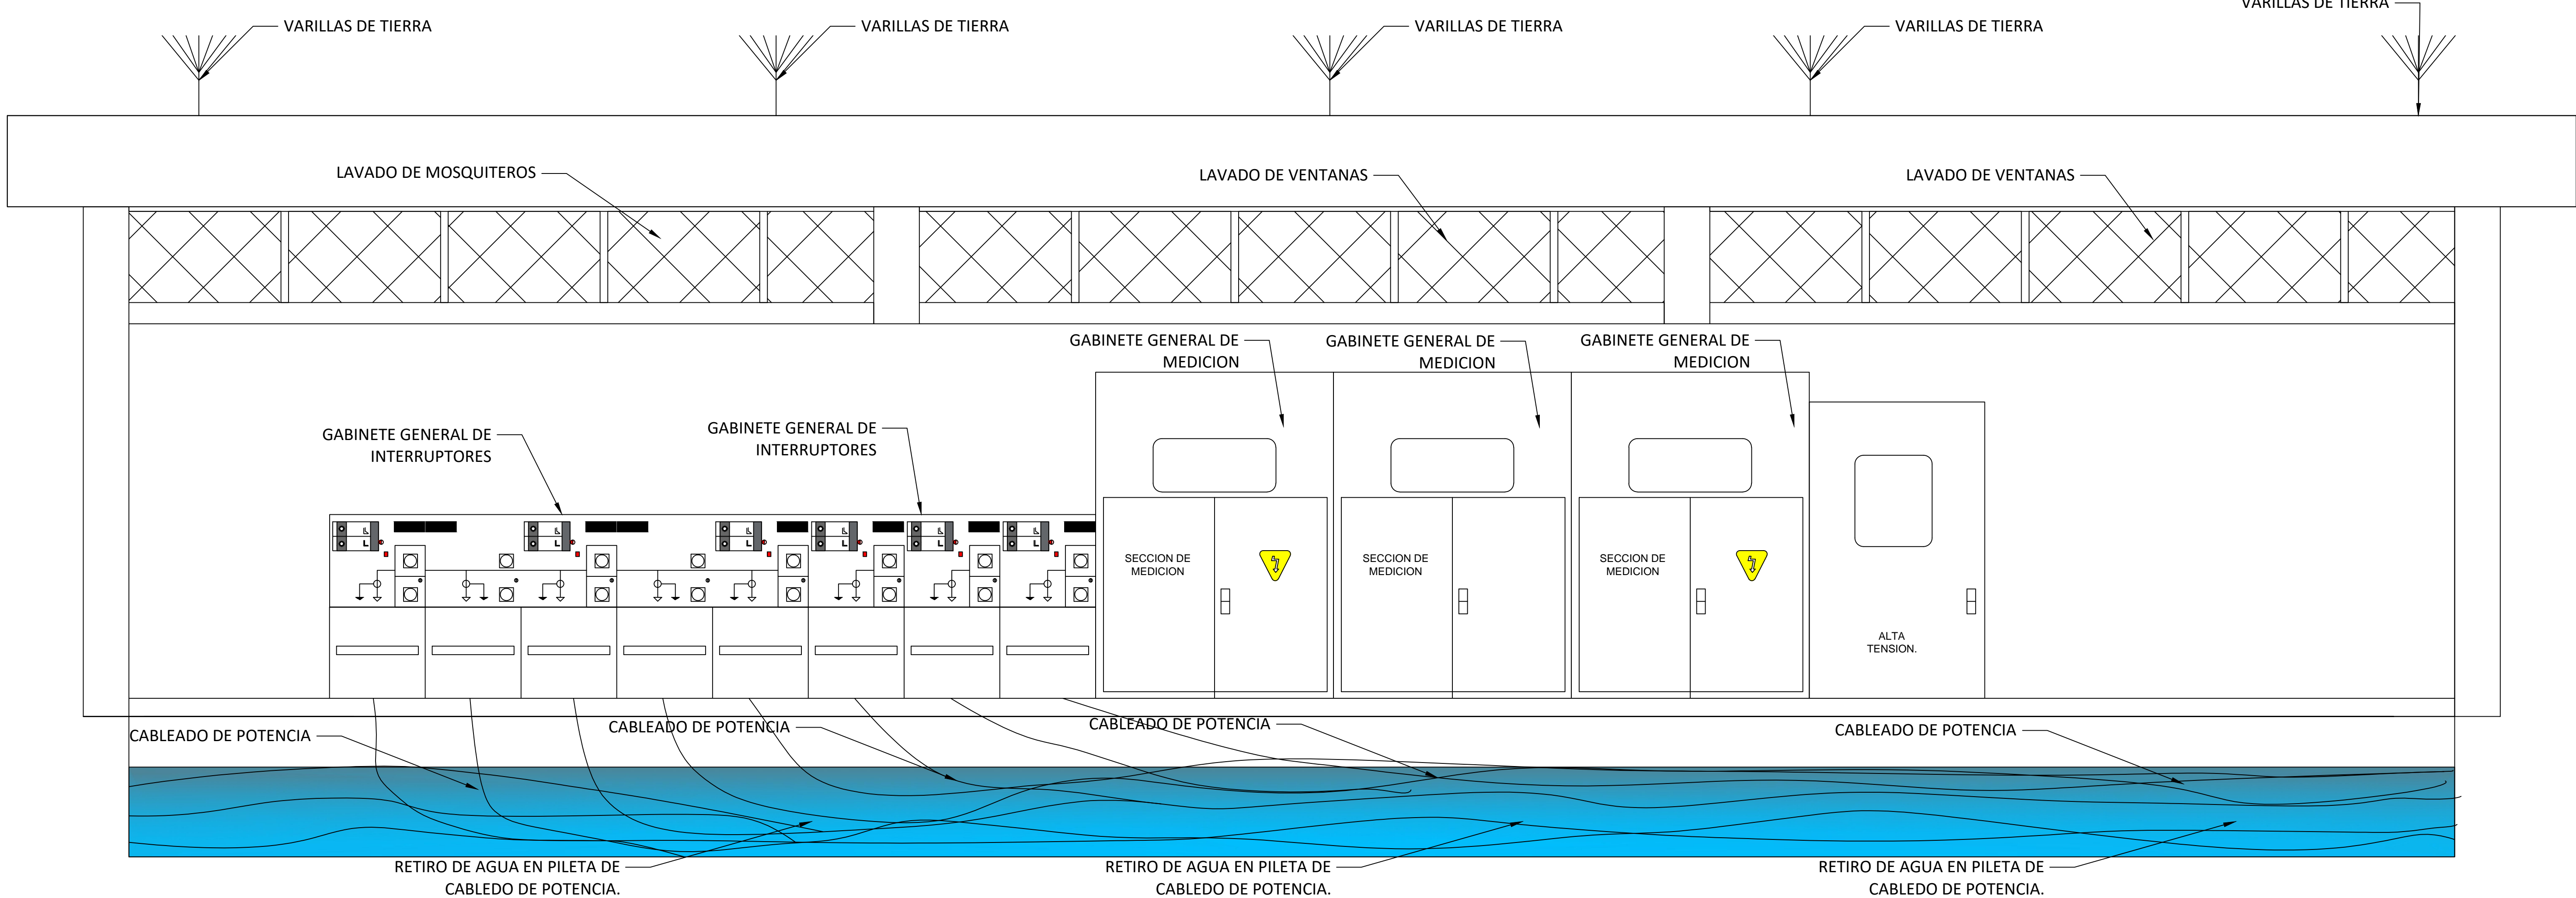 VARILLAS DE TIERRA
VARILLAS DE TIERRA
VARILLAS DE TIERRA
VARILLAS DE TIERRA
VARILLAS DE TIERRA
LAVADO DE MOSQUITEROS
LAVADO DE VENTANAS
LAVADO DE VENTANAS
GABINETE GENERAL DE
MEDICION
GABINETE GENERAL DE
MEDICION
GABINETE GENERAL DE
MEDICION
GABINETE GENERAL DE
INTERRUPTORES
GABINETE GENERAL DE
INTERRUPTORES
SECCION DE
MEDICION
SECCION DE
MEDICION
SECCION DE
MEDICION
ALTA
TENSION.
CABLEADO DE POTENCIA
CABLEADO DE POTENCIA
CABLEADO DE POTENCIA
CABLEADO DE POTENCIA
RETIRO DE AGUA EN PILETA DE
CABLEDO DE POTENCIA.
RETIRO DE AGUA EN PILETA DE
CABLEDO DE POTENCIA.
RETIRO DE AGUA EN PILETA DE
CABLEDO DE POTENCIA.